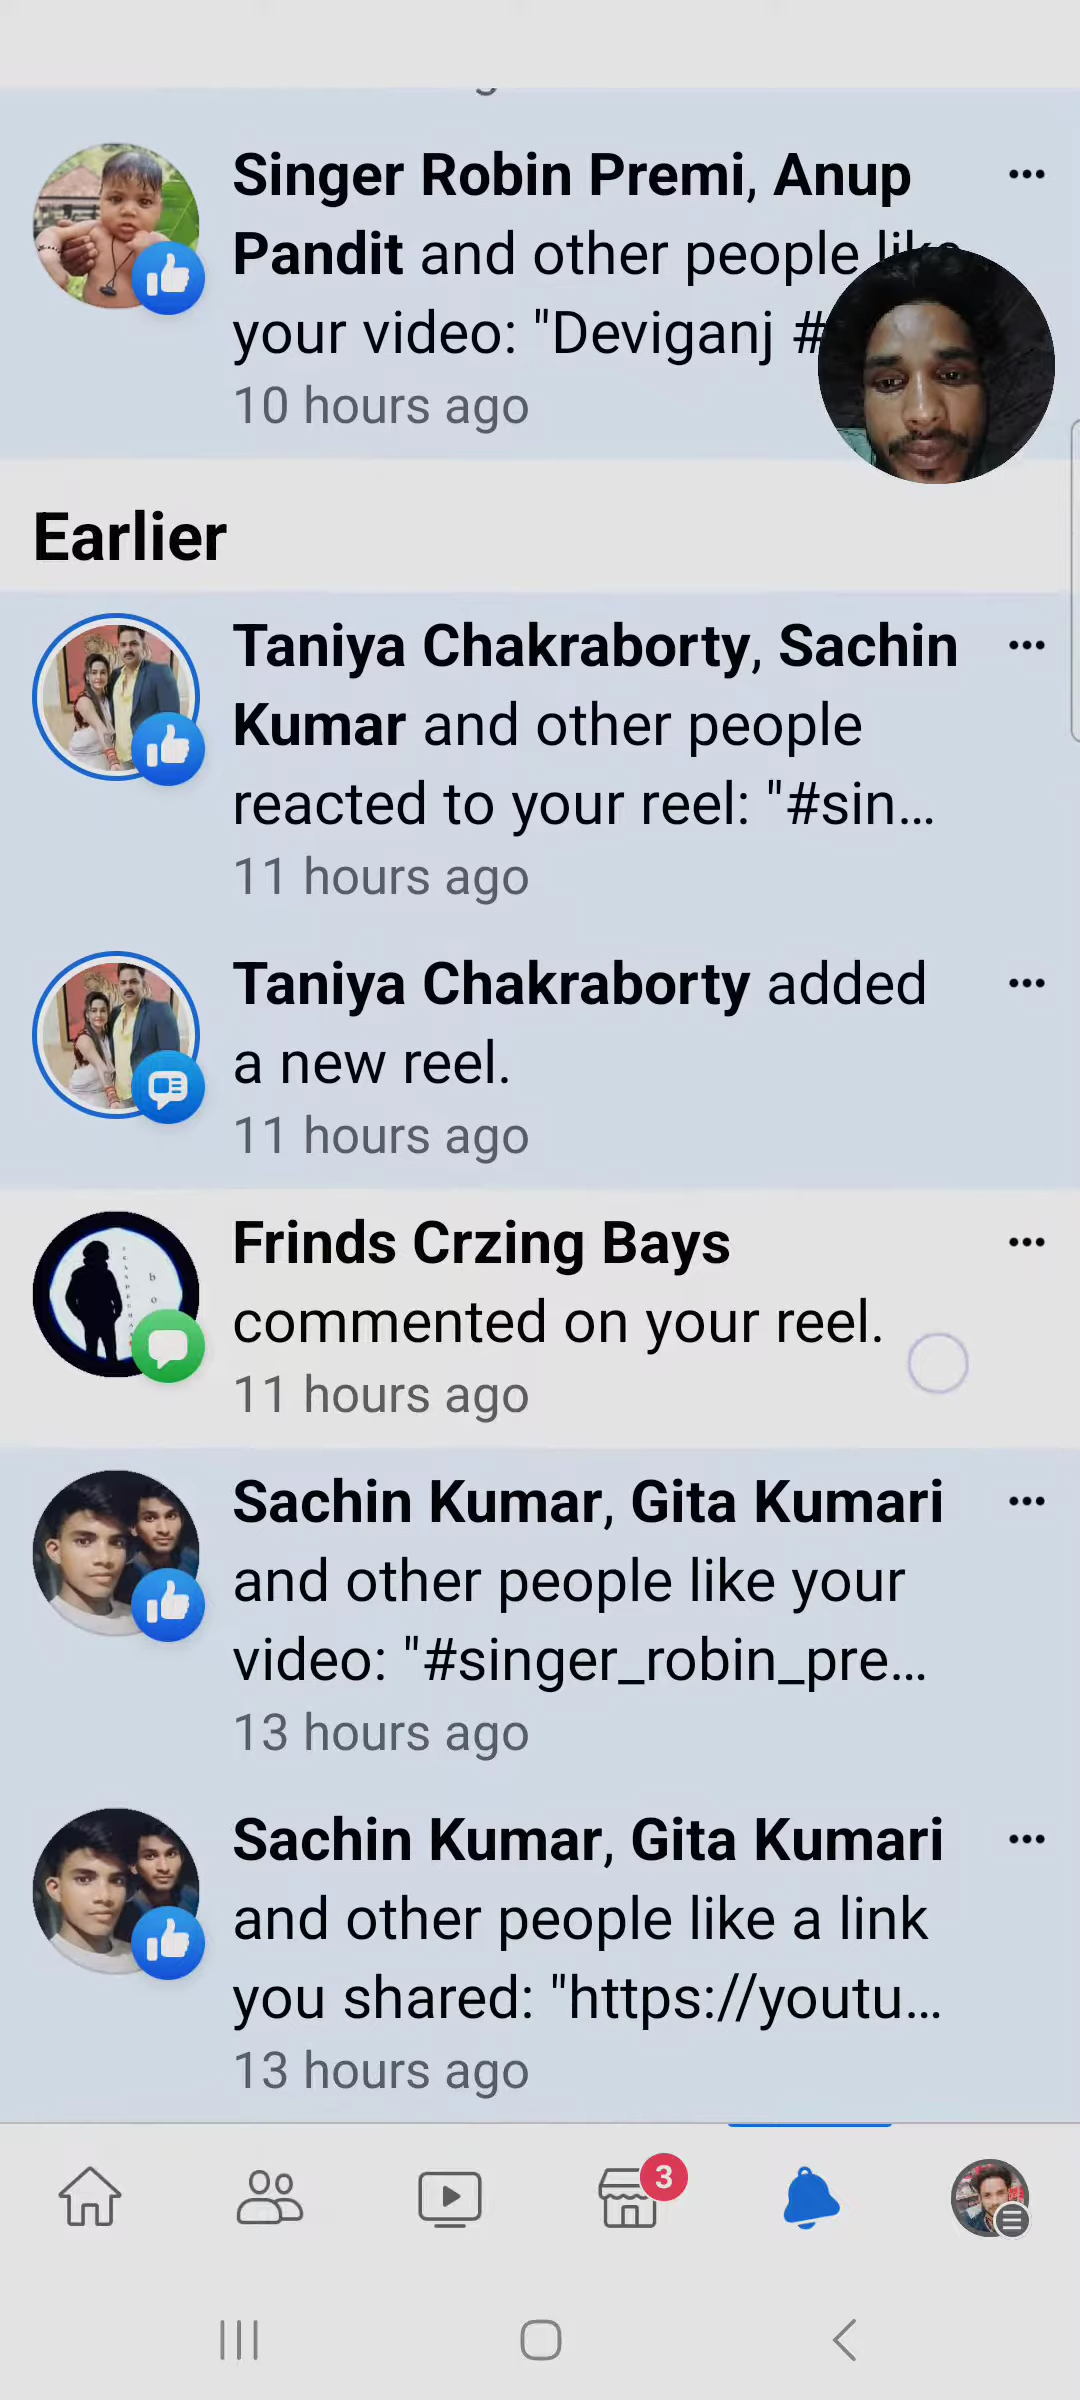 Singer Robin Premi, Anup
Pandit and other people like
your video: "Deviganj #
10 hours ago
Earlier
Taniya Chakraborty, Sachin
Kumar and other people
reacted to your reel: "#sin...
11 hours ago
Taniya Chakraborty added
a new reel.
11 hours ago
Frinds Crzing Bays
commented on your reel.
11 hours ago
Sachin Kumar, Gita Kumari
and other people like your
video: "#singer_robin_pre...
13 hours ago
Sachin Kumar, Gita Kumari
and other people like a link
you shared: "https://youtu...
13 hours ago
3